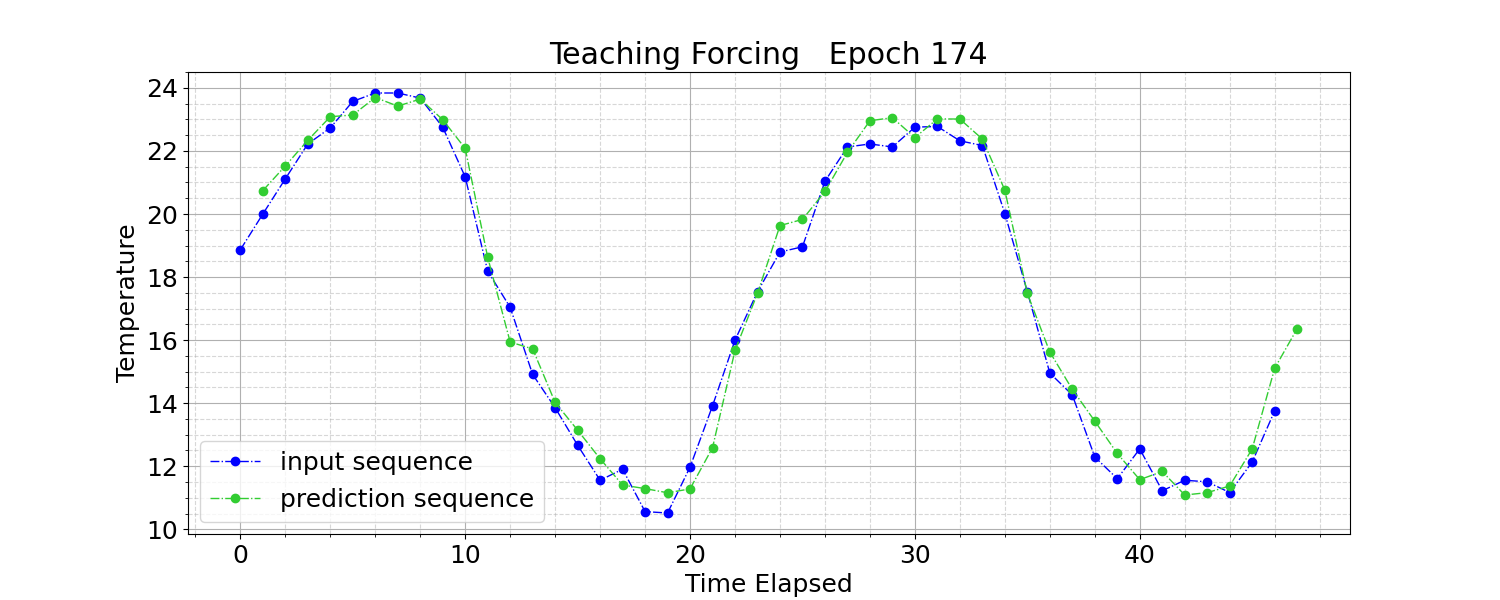 Teaching Forcing   Epoch 174
Temperature
24
22
20
18
16
14
12
10
input sequence
prediction sequence
0 10 20 30 40
Time Elapsed